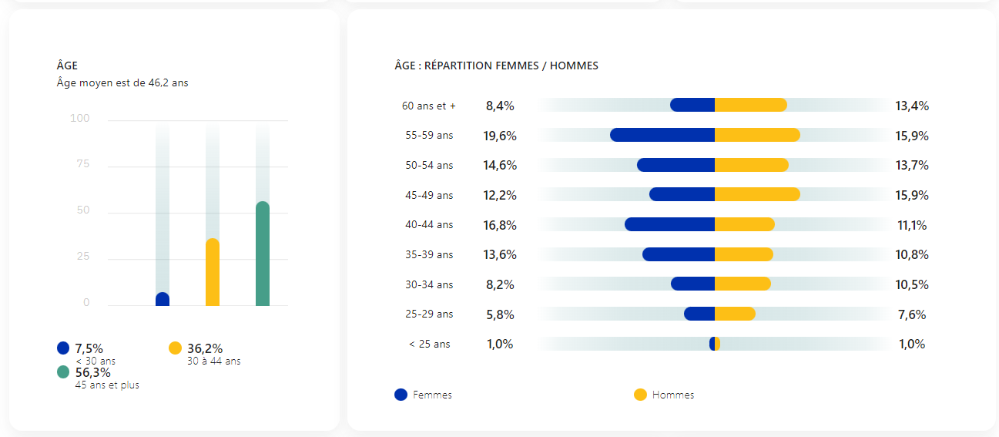 ÂGE
Âge moyen est de 46,2 ans
100
75
50
25
0
7,5%
< 30 ans
36,2%
30 à 44 ans
56,3%
45 ans et plus
ÂGE : RÉPARTITION FEMMES / HOMMES
60 ans et + 8,4% 13,4%
55-59 ans 19,6% 15,9%
50-54 ans 14,6% 13,7%
45-49 ans 12,2% 15,9%
40-44 ans 16,8% 11,1%
35-39 ans 13,6% 10,8%
30-34 ans 8,2% 10,5%
25-29 ans 5,8% 7,6%
< 25 ans 1,0% 1,0%
Femmes Hommes